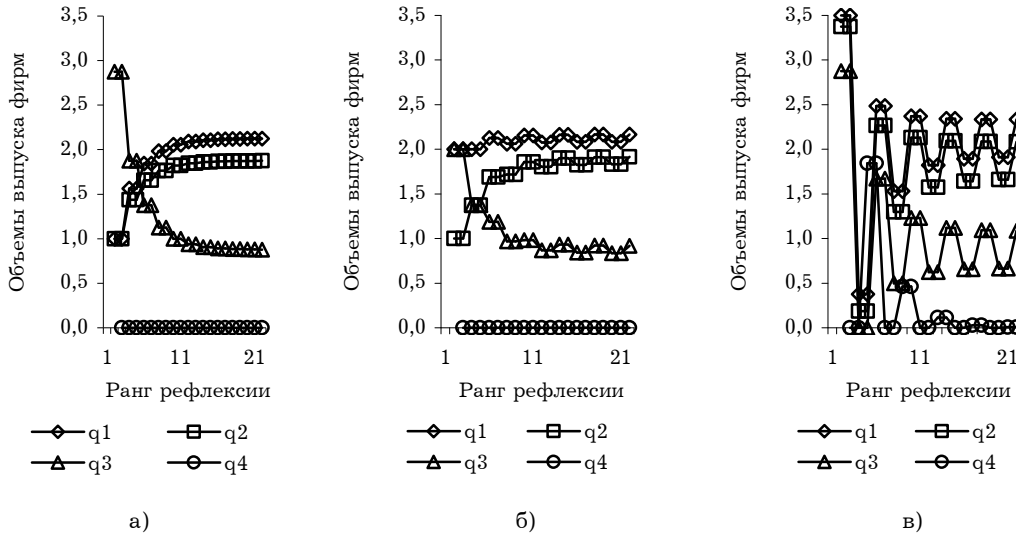 а)
Объемы выпуска фирм
3,5
3,0
2,5
2,0
1,5
1,0
0,5
0,0
1 11 21
Ранг рефлексии
q1 q2
q3 q4
б)
Объемы выпуска фирм
3,5
3,0
2,5
2,0
1,5
1,0
0,5
0,0
1 11 21
Ранг рефлексии
q1 q2
q3 q4
в)
Объемы выпуска фирм
3,5
3,0
2,5
2,0
1,5
1,0
0,5
0,0
1 11 21
Ранг рефлексии
q1 q2
q3 q4